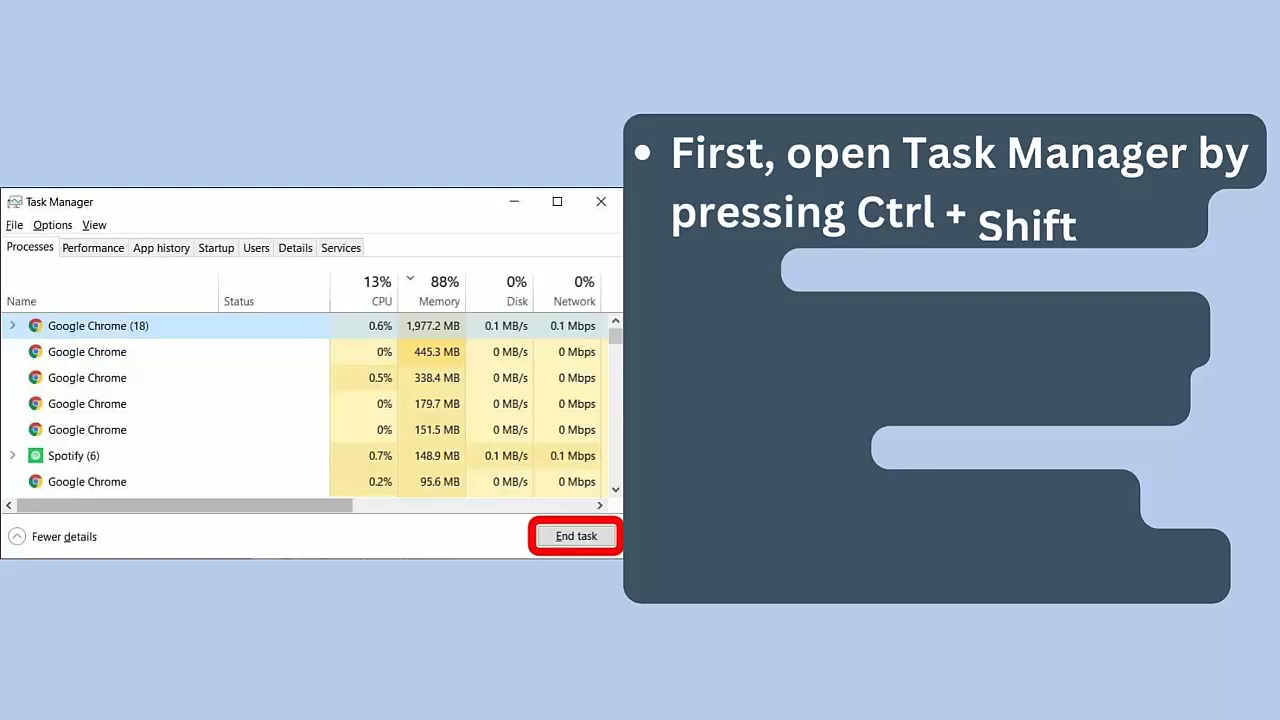 Task Manager
File Options View
Processes Performance App history Startup Users Details Services
13% 88% 0% 0%
Name Status CPU Memory Disk Network
Google Chrome (18) 0.6% 1,977.2 MB 0.1 MB/s 0.1 Mbps
Google Chrome 0% 445.3 MB 0 MB/s 0 Mbps
Google Chrome 0.5% 338.4 MB 0 MB/s 0 Mbps
Google Chrome 0% 179.7 MB 0 MB/s 0 Mbps
Google Chrome 0% 151.5 MB 0 MB/s 0 Mbps
Spotify (6) 0.7% 148.9 MB 0.1 MB/s 0.1 Mbps
Google Chrome 0.2% 95.6 MB 0 MB/s 0 Mbps
Fewer details End task
• First, open Task Manager by
pressing Ctrl + Shift